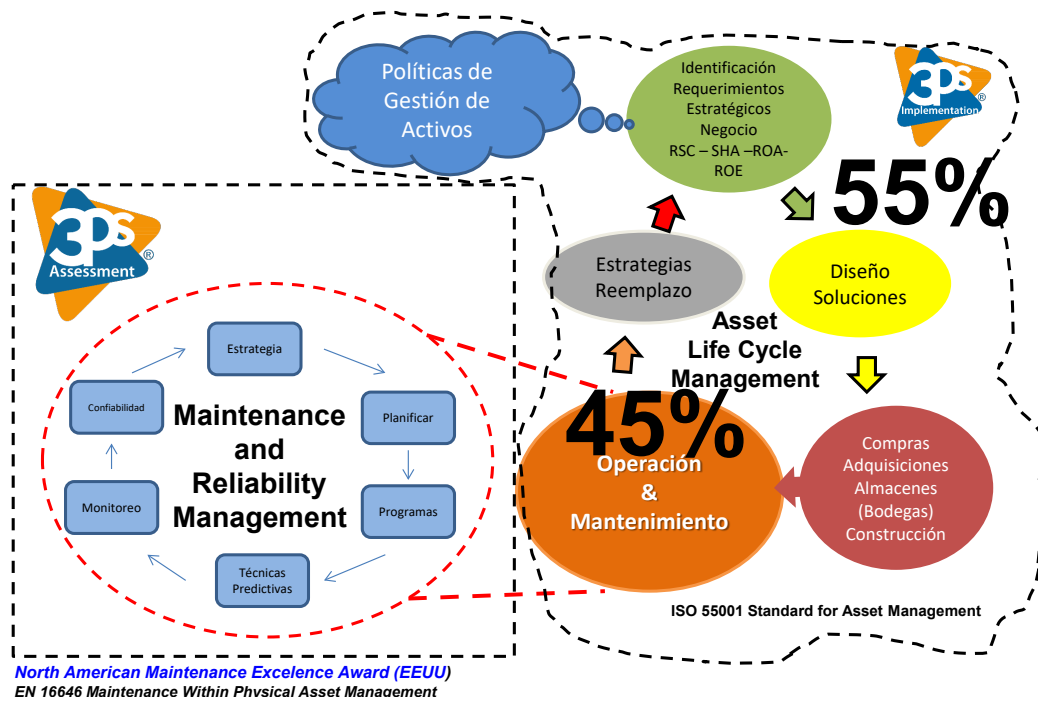 Políticas de
Gestión de
Activos
Identificación
Requerimientos
Estratégicos
Negocio
RSC – SHA –ROA-
ROE
3ps
®
Implementation
55%
3ps
®
Assessment
Estrategias
Reemplazo
Diseño
Soluciones
Asset
Life Cycle
Management
45%
Operación
&
Mantenimiento
Compras
Adquisiciones
Almacenes
(Bodegas)
Construcción
ISO 55001 Standard for Asset Management
Estrategia
Confiabilidad
Planificar
Maintenance
and
Reliability
Management
Monitoreo
Programas
Técnicas
Predictivas
North American Maintenance Excelence Award (EEUU)
EN 16646 Maintenance Within Physical Asset Management